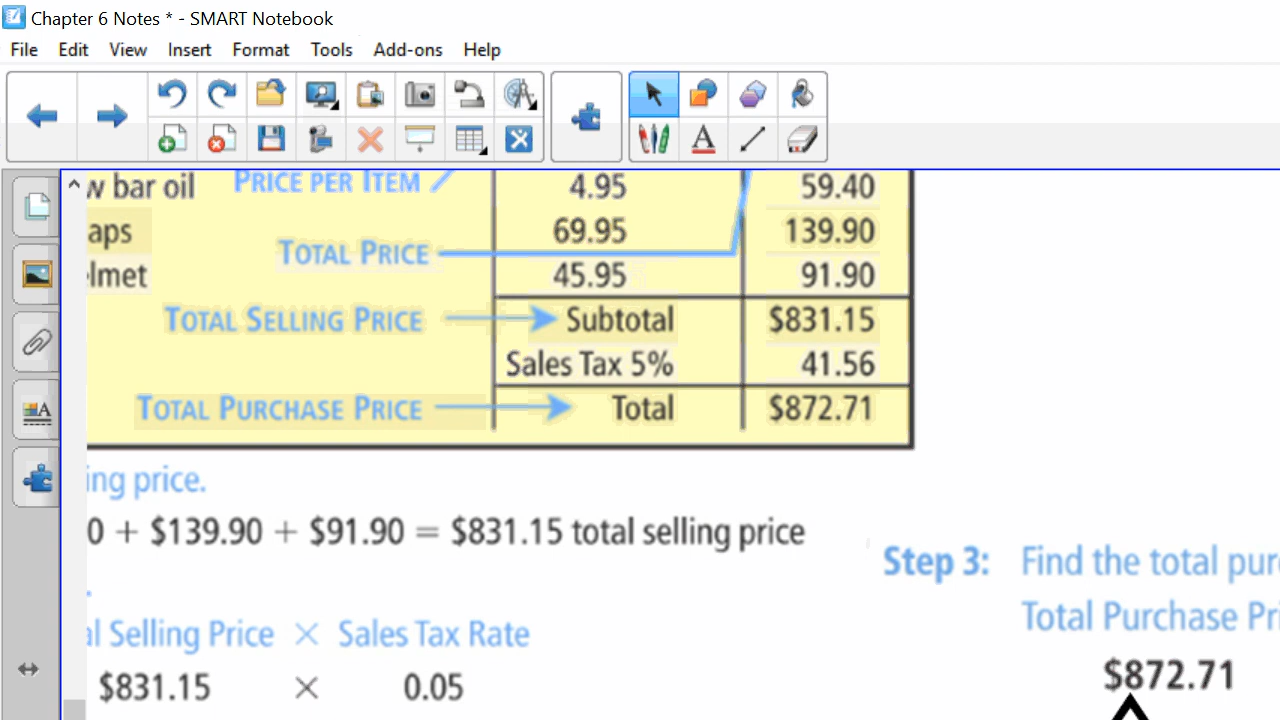 Chapter 6 Notes * - SMART Notebook
File Edit View Insert Format Tools Add-ons Help
w bar oil PRICE PER ITEM 4.95 59.40
aps 69.95 139.90
TOTAL PRICE
elmet 45.95 91.90
TOTAL SELLING PRICE Subtotal $831.15
Sales Tax 5% 41.56
TOTAL PURCHASE PRICE Total $872.71
ing price.
0 + $139.90 + $91.90 = $831.15 total selling price
Step 3: Find the total pur
Total Purchase Pri
al Selling Price × Sales Tax Rate
$831.15 × 0.05
$872.71